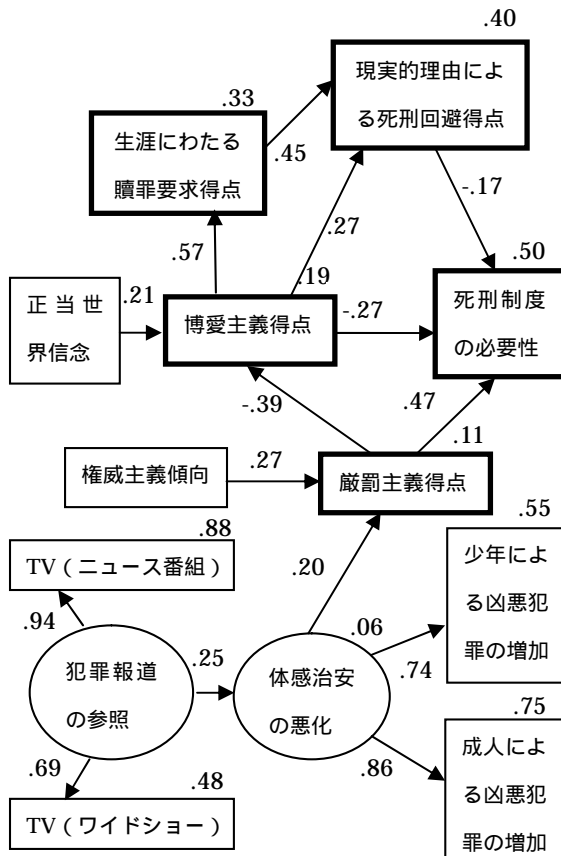 .40
現実的理由によ
る死刑回避得点
.33
生涯にわたる
贖罪要求得点
.45
-.17
.27
.57
.50
.19
.21
正当世
界信念
博愛主義得点
-.27
死刑制度
の必要性
-.39
.47
.11
権威主義傾向
.27
厳罰主義得点
.55
.88
TV（ニュース番組）
少年によ
る凶悪犯
罪の増加
.20
.94
.06
.25
犯罪報道
の参照
体感治安
の悪化
.74
.75
.69
.86
成人によ
る凶悪犯
罪の増加
.48
TV（ワイドショー）